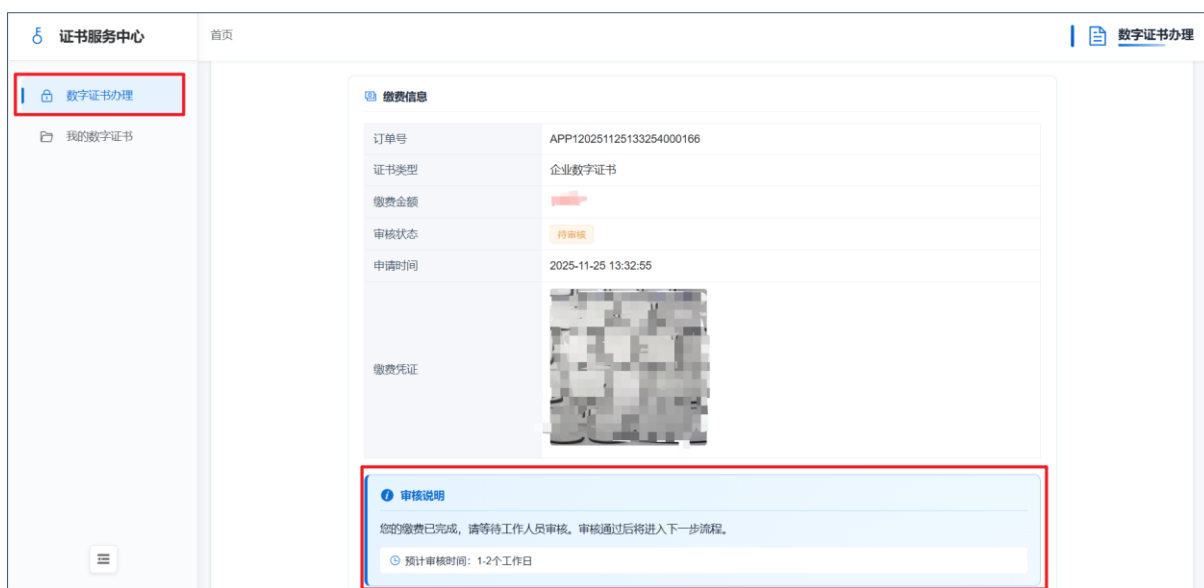 证书服务中心
首页
数字证书办理
数字证书办理
我的数字证书
缴费信息
订单号 APP120251125133254000166
证书类型 企业数字证书
缴费金额
审核状态 待审核
申请时间 2025-11-25 13:32:55
缴费凭证
审核说明
您的缴费已完成，请等待工作人员审核。审核通过后将进入下一步流程。
预计审核时间：1-2个工作日